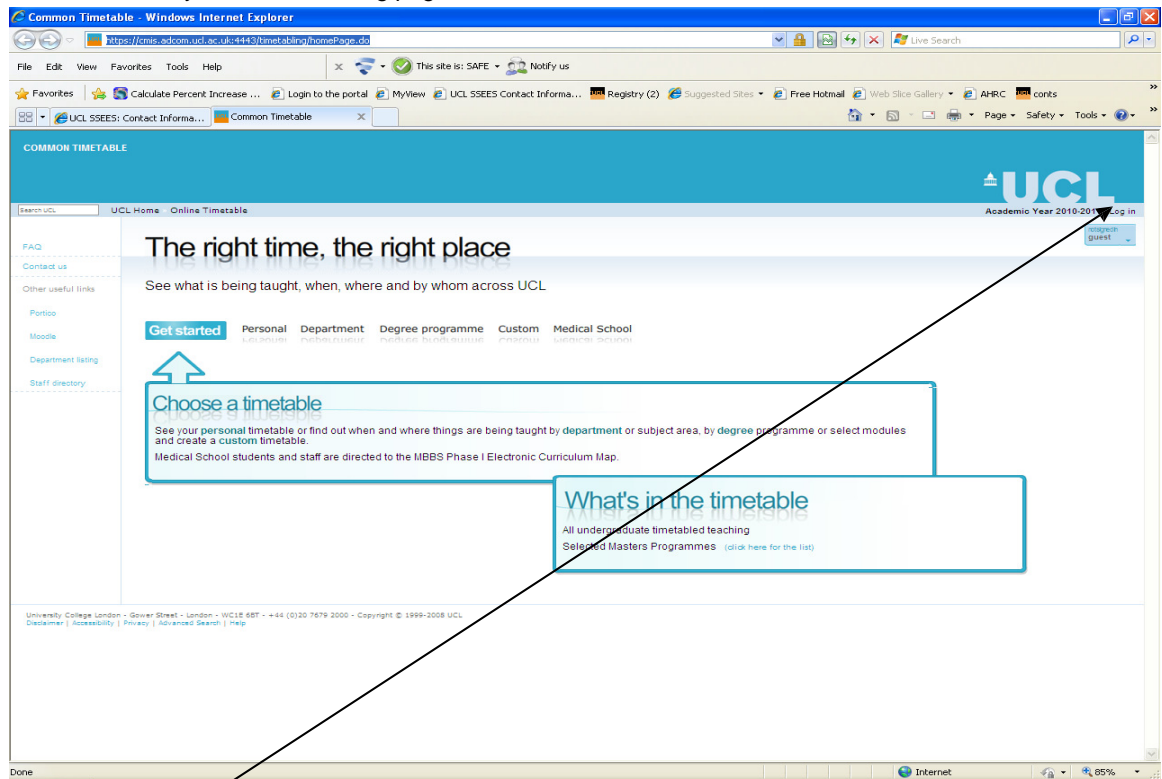 Common Timetable - Windows Internet Explorer
https://cmis.adcom.ucl.ac.uk:4443/timetabling/homePage.do
Live Search
File Edit View Favorites Tools Help
x This site is: SAFE Notify us
Favorites Calculate Percent Increase ... Login to the portal MyView UCL SSEES Contact Informa... Registry (2) Suggested Sites Free Hotmail Web Slice Gallery AHRC conts
UCL SSEES: Contact Informa... Common Timetable X Page Safety Tools
COMMON TIMETABLE
UCL
Search UCL UCL Home Online Timetable Academic Year 2010-201 Log in
guest
The right time, the right place
See what is being taught, when, where and by whom across UCL
FAQ
Contact us
Other useful links
Portico
Moodle
Department listing
Staff directory
Get started Personal Department Degree programme Custom Medical School
Choose a timetable
See your personal timetable or find out when and where things are being taught by department or subject area, by degree programme or select modules
and create a custom timetable.
Medical School students and staff are directed to the MBBS Phase I Electronic Curriculum Map.
What's in the timetable
All undergraduate timetabled teaching
Selected Masters Programmes (click here for the list)
University College London - Gower Street - London - WC1E 6BT - +44 (0)20 7679 2000 - Copyright © 1999-2005 UCL
Disclaimer | Accessibility | Privacy | Advanced Search | Help
Done Internet 85%